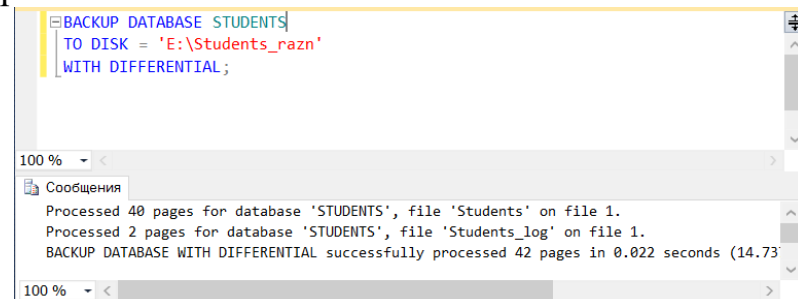 BACKUP DATABASE STUDENTS
TO DISK = 'E:\Students_razn'
WITH DIFFERENTIAL;
100 %
Сообщения
Processed 40 pages for database 'STUDENTS', file 'Students' on file 1.
Processed 2 pages for database 'STUDENTS', file 'Students_log' on file 1.
BACKUP DATABASE WITH DIFFERENTIAL successfully processed 42 pages in 0.022 seconds (14.73
100 %